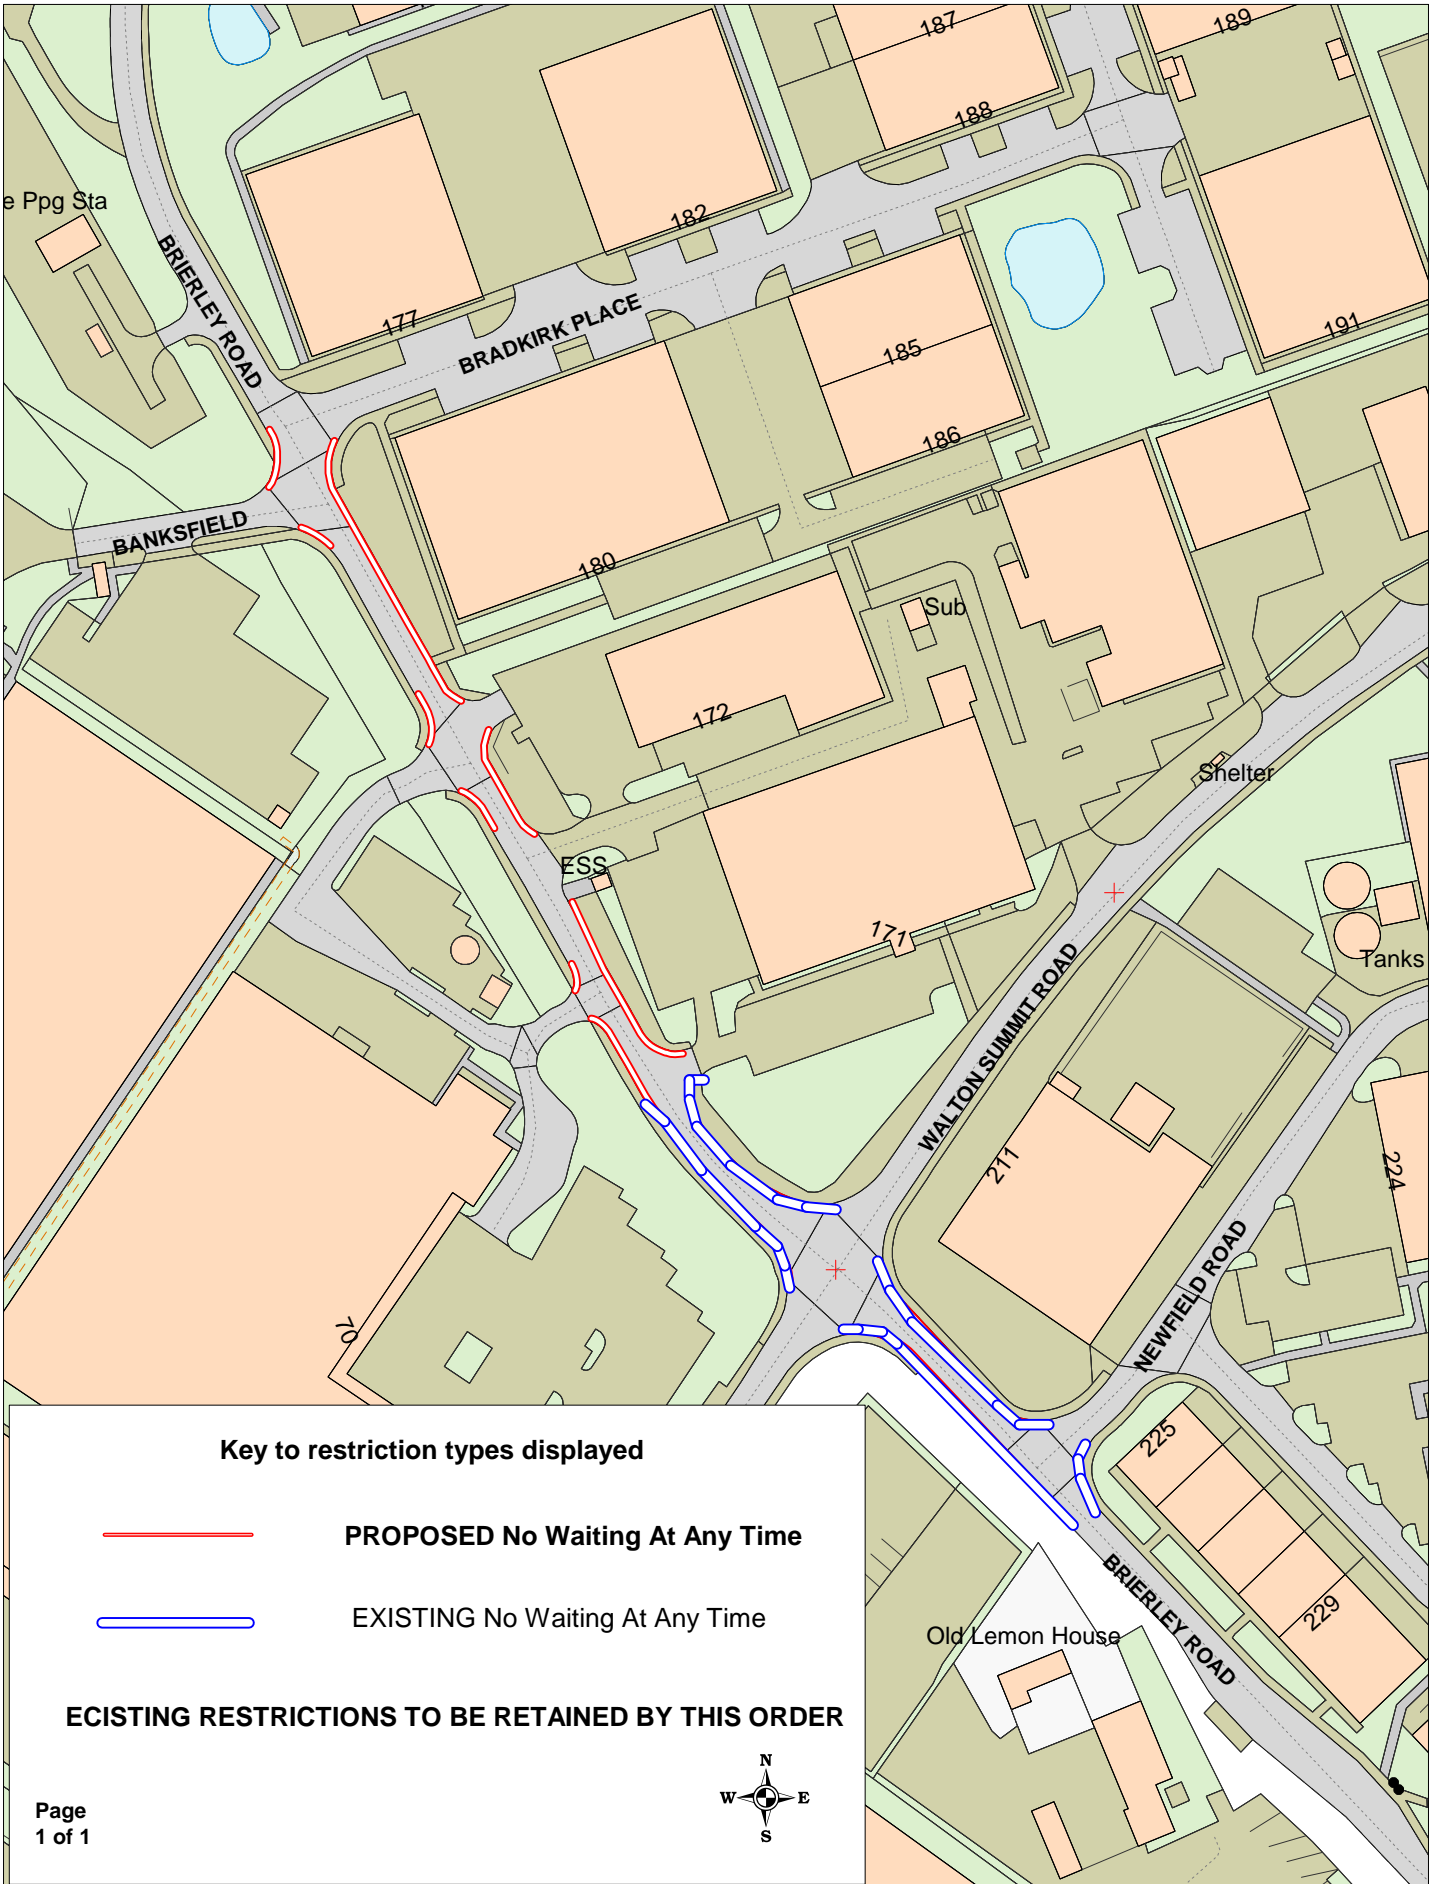 187
189
188
e Ppg Sta
182
BRIERLEY ROAD
177
BRADKIRK PLACE
191
185
186
BANKSFIELD
180
Sub
172
Shelter
ESS
171
Tanks
WALTON SUMMIT ROAD
211
224
NEWFIELD ROAD
70
225
229
BRIERLEY ROAD
Old Lemon House
Key to restriction types displayed
PROPOSED No Waiting At Any Time
EXISTING No Waiting At Any Time
ECISTING RESTRICTIONS TO BE RETAINED BY THIS ORDER
N
W E
S
Page
1 of 1